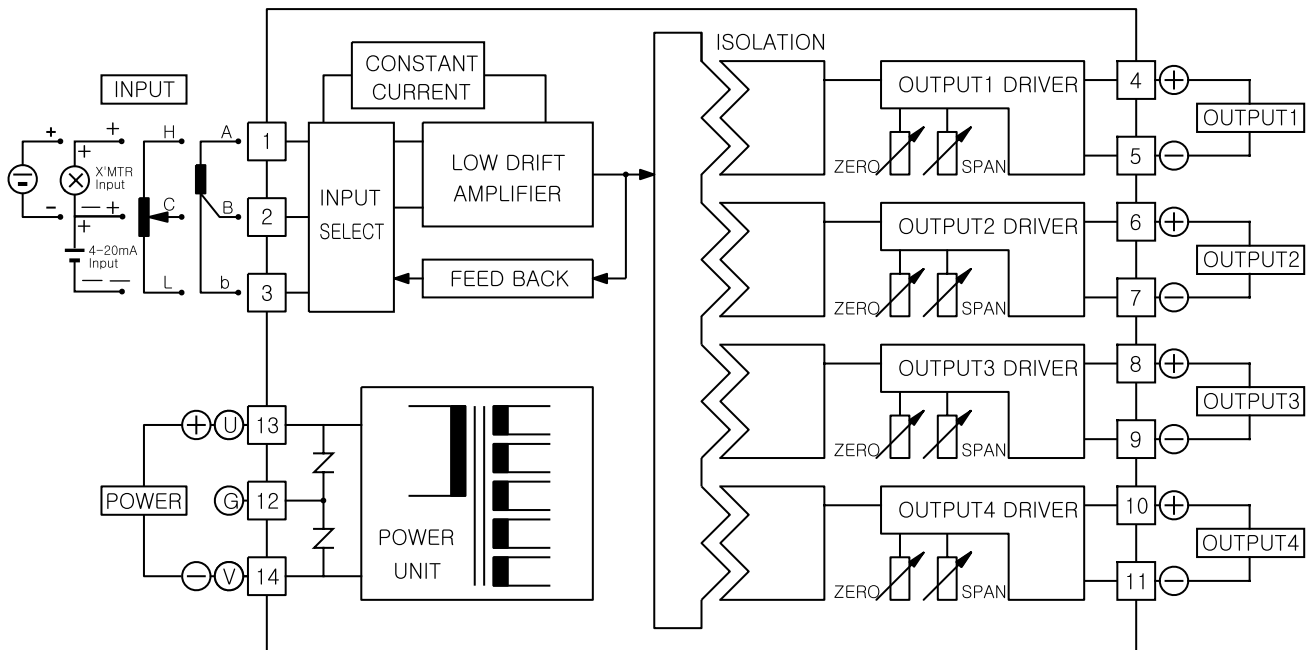 INPUT
+
-
+
+
X'MTR
Input
— +
+
4-20mA
Input
— —
H
C
L
A
B
b
1
2
3
CONSTANT
CURRENT
INPUT
SELECT
LOW DRIFT
AMPLIFIER
FEED BACK
ISOLATION
OUTPUT1 DRIVER
ZERO
SPAN
4 +
5 −
OUTPUT1
OUTPUT2 DRIVER
ZERO
SPAN
6 +
7 −
OUTPUT2
OUTPUT3 DRIVER
ZERO
SPAN
8 +
9 −
OUTPUT3
OUTPUT4 DRIVER
ZERO
SPAN
10 +
11 −
OUTPUT4
POWER
+ U 13
G 12
− V 14
POWER
UNIT